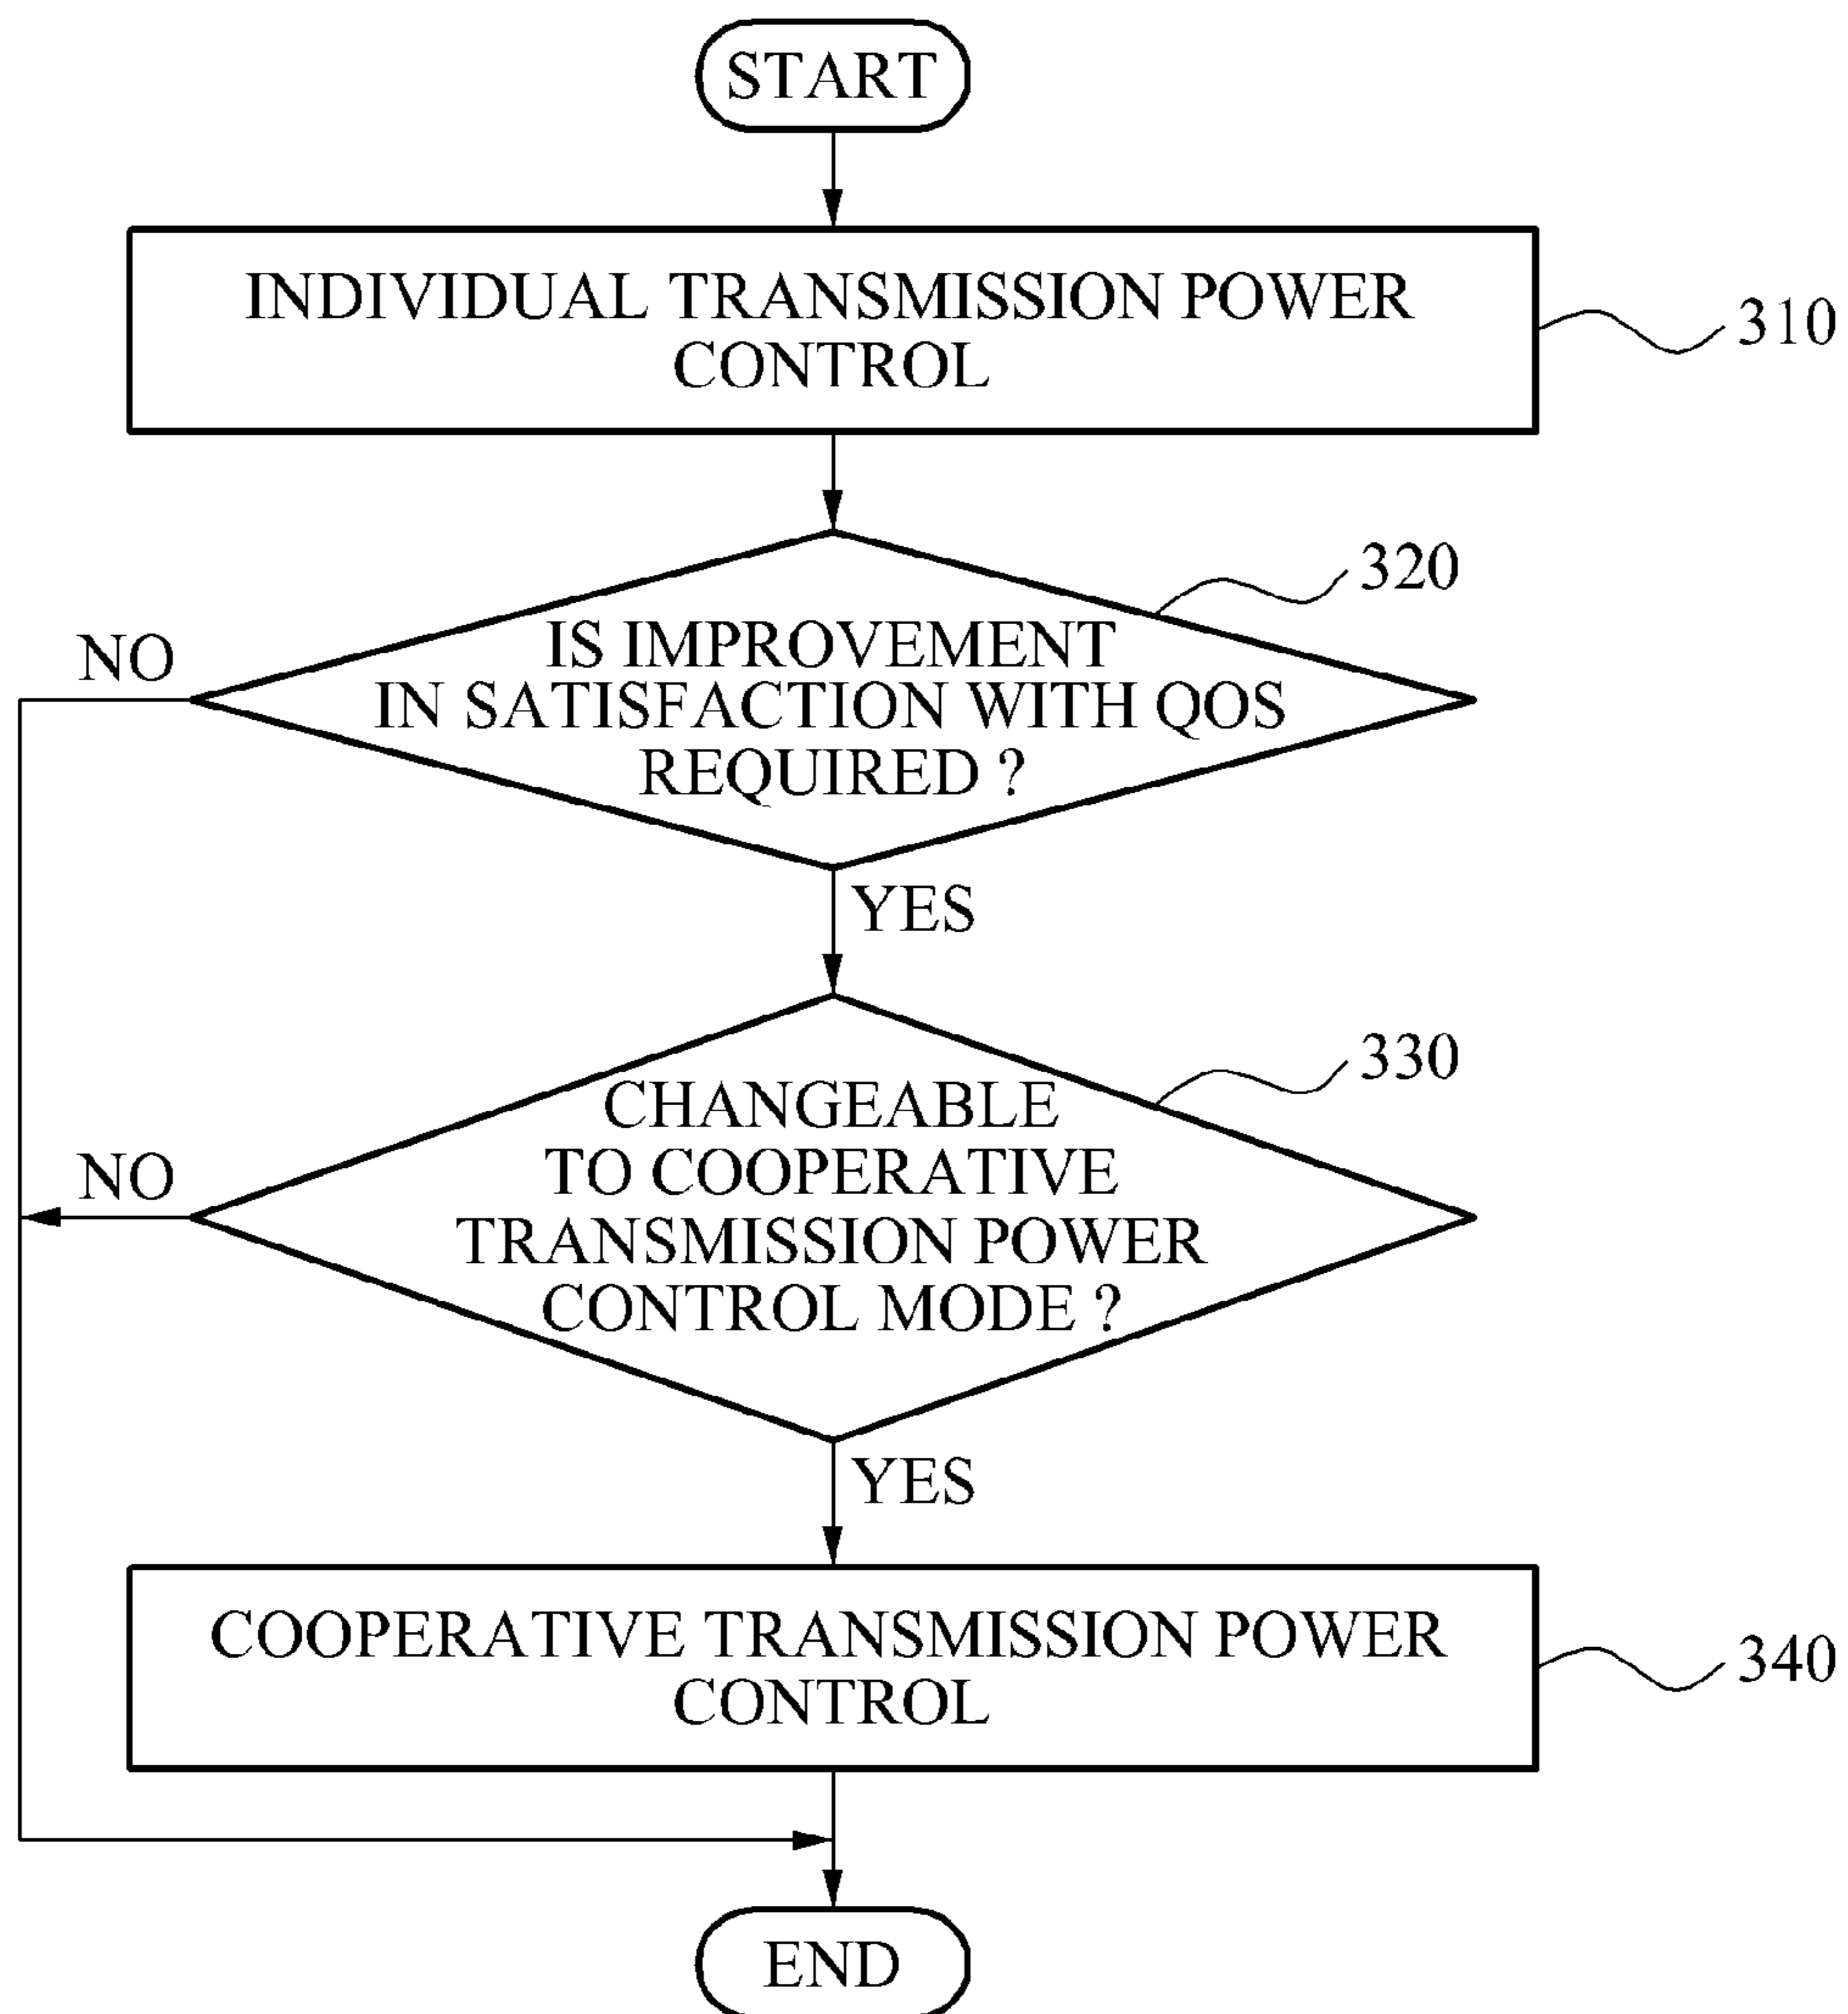 START
INDIVIDUAL TRANSMISSION POWER
CONTROL
310
320
IS IMPROVEMENT
IN SATISFACTION WITH QOS
REQUIRED ?
NO
YES
330
CHANGEABLE
TO COOPERATIVE
TRANSMISSION POWER
CONTROL MODE ?
NO
YES
COOPERATIVE TRANSMISSION POWER
CONTROL
340
END